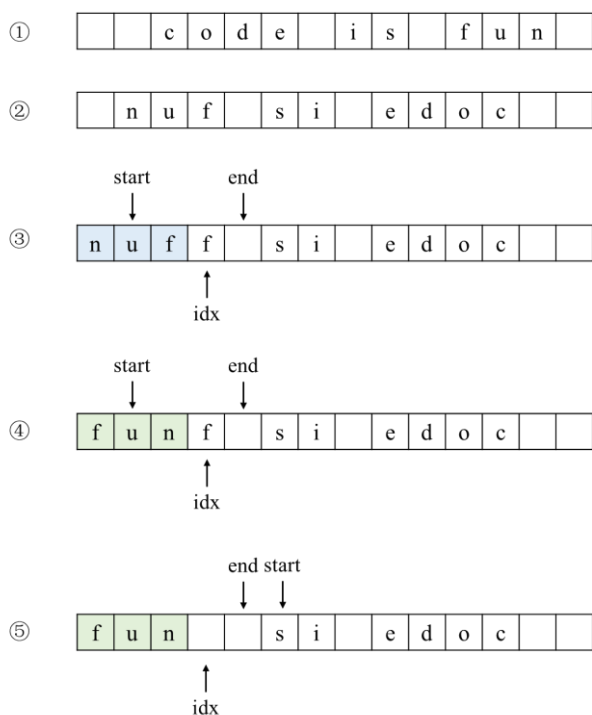 ① c o d e i s f u n
② n u f s i e d o c
start end
③ n u f f s i e d o c
idx
start end
④ f u n f s i e d o c
idx
end start
⑤ f u n s i e d o c
idx